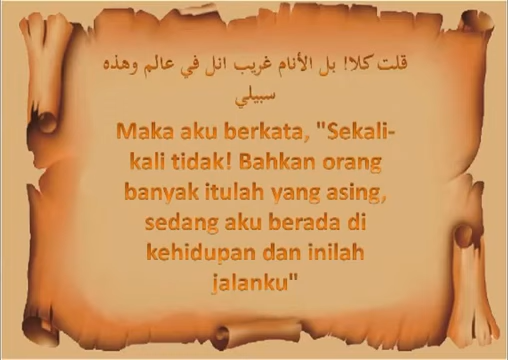 قلت كلا! بل الأنام غريب انل في عالم وهذه
سبيلي
Maka aku berkata, "Sekali-
kali tidak! Bahkan orang
banyak itulah yang asing,
sedang aku berada di
kehidupan dan inilah
jalanku"